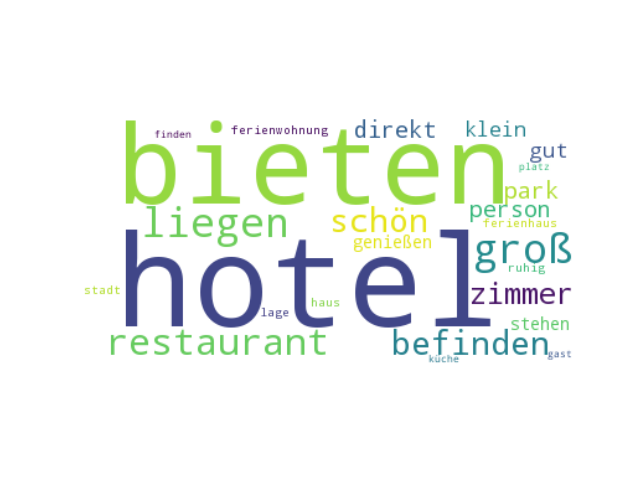 finden ferienwohnung direkt klein
bieten gut
platz
park
liegen schön person
ferienhaus
genießen
hotel groß
ruhig
stadt haus zimmer
lage
stehen
restaurant befinden
küche gast